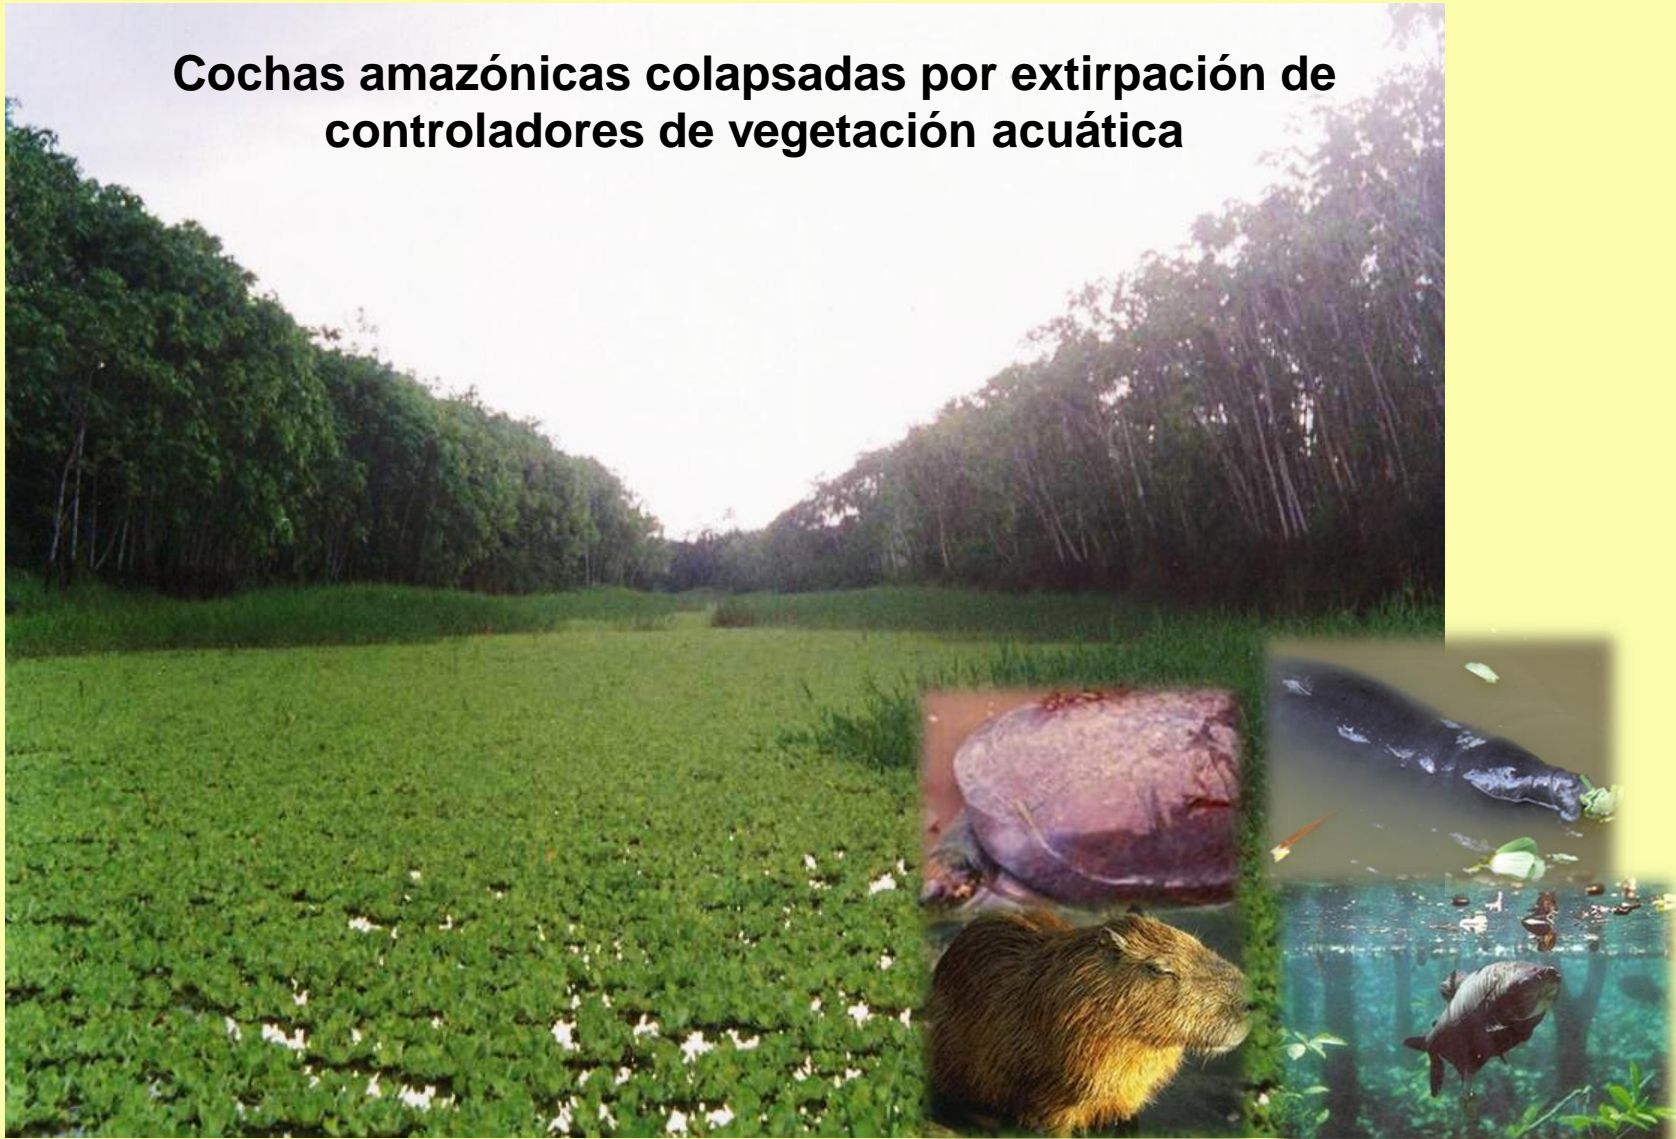 Cochas amazónicas colapsadas por extirpación de
controladores de vegetación acuática